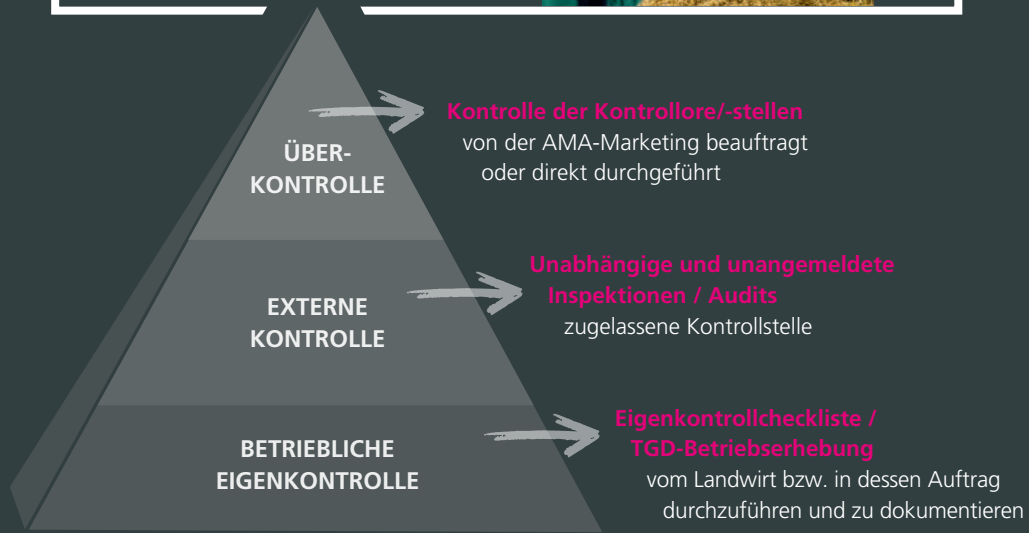 ÜBER-
KONTROLLE
Kontrolle der Kontrollore/-stellen
von der AMA-Marketing beauftragt
oder direkt durchgeführt
EXTERNE
KONTROLLE
Unabhängige und unangemeldete
Inspektionen / Audits
zugelassene Kontrollstelle
BETRIEBLICHE
EIGENKONTROLLE
Eigenkontrollcheckliste /
TGD-Betriebserhebung
vom Landwirt bzw. in dessen Auftrag
durchzuführen und zu dokumentieren